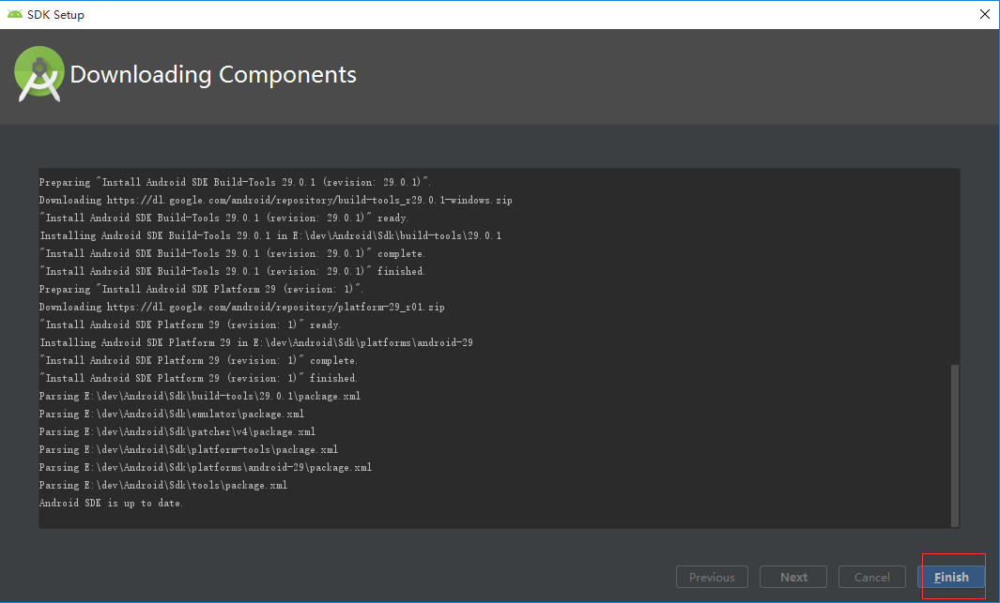 SDK Setup
Downloading Components
Preparing "Install Android SDK Build-Tools 29.0.1 (revision: 29.0.1)".
Downloading https://dl.google.com/android/repository/build-tools_r29.0.1-windows.zip
"Install Android SDK Build-Tools 29.0.1 (revision: 29.0.1)" ready.
Installing Android SDK Build-Tools 29.0.1 in E:\dev\Android\Sdk\build-tools\29.0.1
"Install Android SDK Build-Tools 29.0.1 (revision: 29.0.1)" complete.
"Install Android SDK Build-Tools 29.0.1 (revision: 29.0.1)" finished.
Preparing "Install Android SDK Platform 29 (revision: 1)".
Downloading https://dl.google.com/android/repository/platform-29_r01.zip
"Install Android SDK Platform 29 (revision: 1)" ready.
Installing Android SDK Platform 29 in E:\dev\Android\Sdk\platforms\android-29
"Install Android SDK Platform 29 (revision: 1)" complete.
"Install Android SDK Platform 29 (revision: 1)" finished.
Parsing E:\dev\Android\Sdk\build-tools\29.0.1\package.xml
Parsing E:\dev\Android\Sdk\emulator\package.xml
Parsing E:\dev\Android\Sdk\patcher\v4\package.xml
Parsing E:\dev\Android\Sdk\platform-tools\package.xml
Parsing E:\dev\Android\Sdk\platforms\android-29\package.xml
Parsing E:\dev\Android\Sdk\tools\package.xml
Android SDK is up to date.
Previous Next Cancel Finish